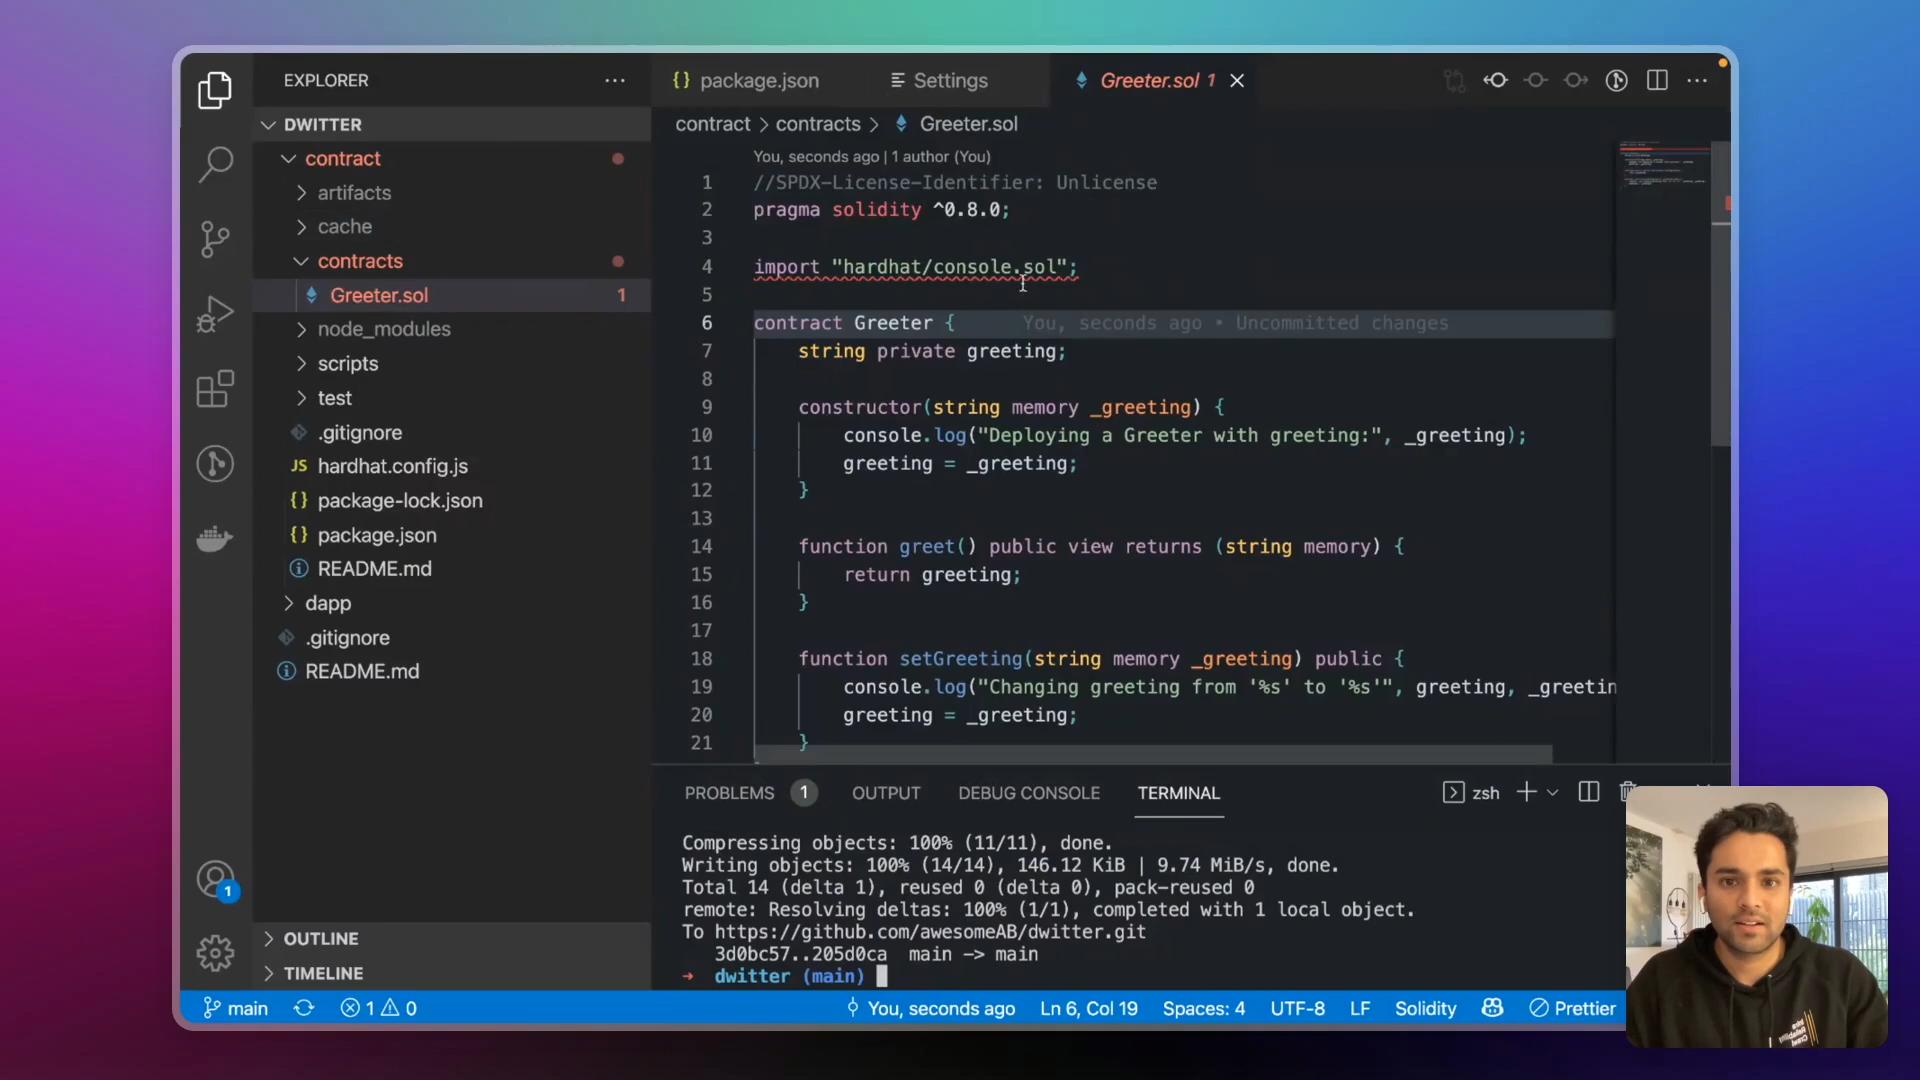 EXPLORER
DWITTER
contract
artifacts
cache
contracts
Greeter.sol 1
node_modules
scripts
test
.gitignore
JS hardhat.config.js
{} package-lock.json
{} package.json
README.md
dapp
.gitignore
README.md
OUTLINE
TIMELINE
1
{} package.json
Settings
Greeter.sol 1
contract > contracts > Greeter.sol
You, seconds ago | 1 author (You)
1 //SPDX-License-Identifier: Unlicense
2 pragma solidity ^0.8.0;
3
4 import "hardhat/console.sol";
5
6 contract Greeter { You, seconds ago • Uncommitted changes
7 string private greeting;
8
9 constructor(string memory _greeting) {
10 console.log("Deploying a Greeter with greeting:", _greeting);
11 greeting = _greeting;
12 }
13
14 function greet() public view returns (string memory) {
15 return greeting;
16 }
17
18 function setGreeting(string memory _greeting) public {
19 console.log("Changing greeting from '%s' to '%s'", greeting, _greetin
20 greeting = _greeting;
21 }
PROBLEMS 1 OUTPUT DEBUG CONSOLE TERMINAL zsh
Compressing objects: 100% (11/11), done.
Writing objects: 100% (14/14), 146.12 KiB | 9.74 MiB/s, done.
Total 14 (delta 1), reused 0 (delta 0), pack-reused 0
remote: Resolving deltas: 100% (1/1), completed with 1 local object.
To https://github.com/awesomeAB/dwitter.git
3d0bc57..205d0ca main -> main
→ dwitter (main)
main 1 0 You, seconds ago Ln 6, Col 19 Spaces: 4 UTF-8 LF Solidity Prettier